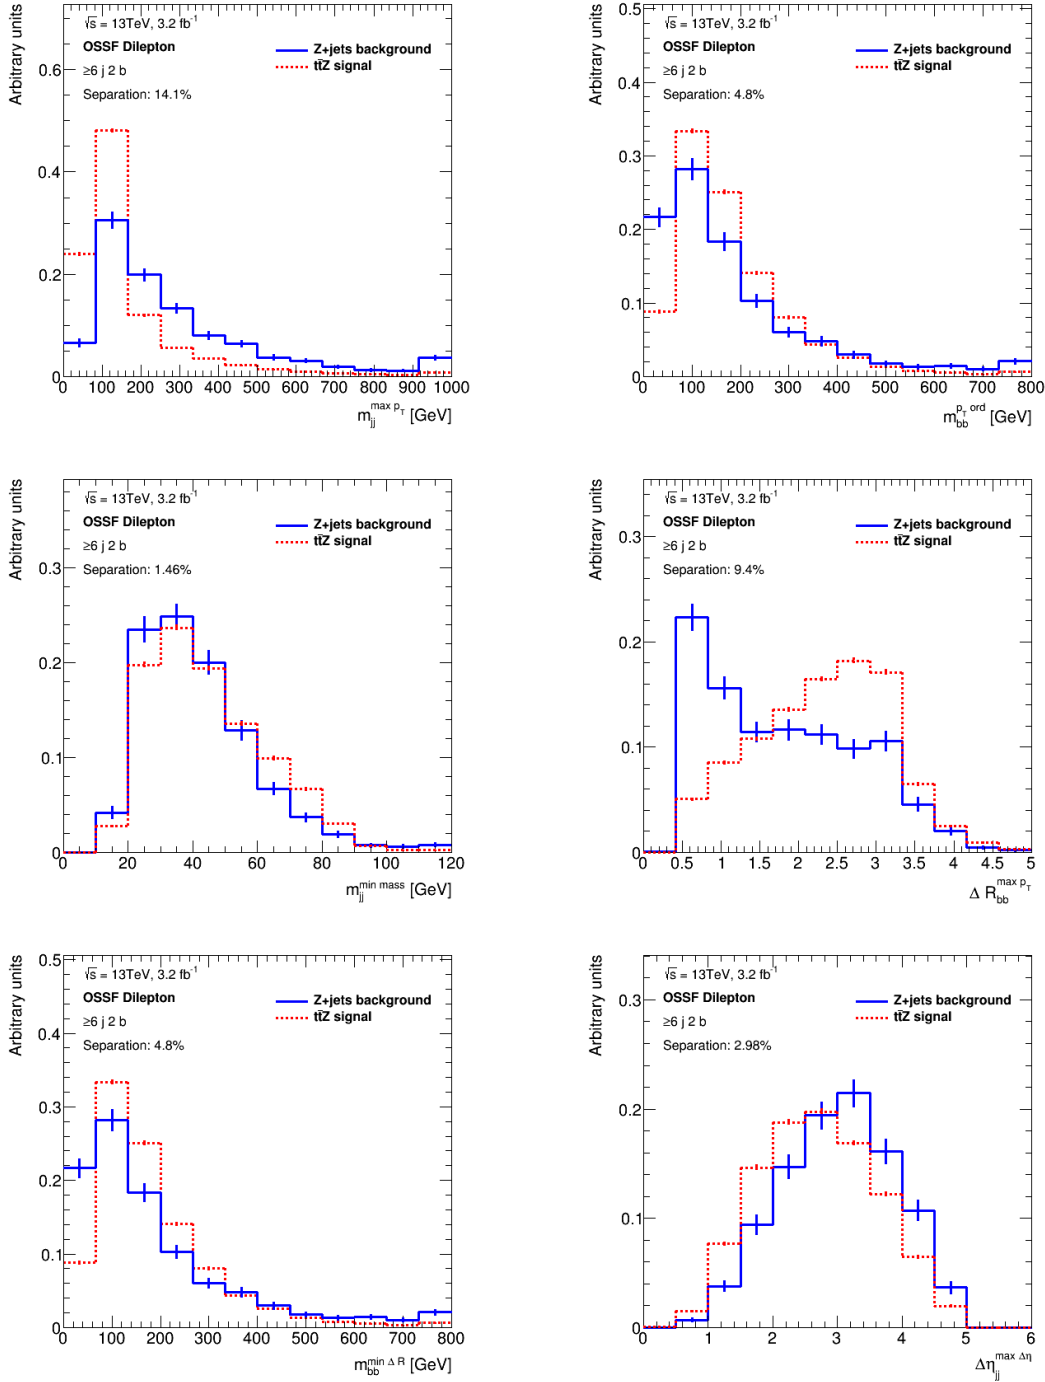 √s = 13TeV, 3.2 fb⁻¹
OSSF Dilepton
≥6 j 2 b
Separation: 14.1%
Z+jets background
tt̄Z signal
Arbitrary units
0.6
0.4
0.2
0
0 100 200 300 400 500 600 700 800 900 1000
m_jj^max p_T [GeV]
√s = 13TeV, 3.2 fb⁻¹
OSSF Dilepton
≥6 j 2 b
Separation: 4.8%
Z+jets background
tt̄Z signal
Arbitrary units
0.5
0.4
0.3
0.2
0.1
0
0 100 200 300 400 500 600 700 800
m_bb^p_T ord [GeV]
√s = 13TeV, 3.2 fb⁻¹
OSSF Dilepton
≥6 j 2 b
Separation: 1.46%
Z+jets background
tt̄Z signal
Arbitrary units
0.3
0.2
0.1
0
0 20 40 60 80 100 120
m_jj^min mass [GeV]
√s = 13TeV, 3.2 fb⁻¹
OSSF Dilepton
≥6 j 2 b
Separation: 9.4%
Z+jets background
tt̄Z signal
Arbitrary units
0.3
0.2
0.1
0
0 0.5 1 1.5 2 2.5 3 3.5 4 4.5 5
Δ R_bb^max p_T
√s = 13TeV, 3.2 fb⁻¹
OSSF Dilepton
≥6 j 2 b
Separation: 4.8%
Z+jets background
tt̄Z signal
Arbitrary units
0.5
0.4
0.3
0.2
0.1
0
0 100 200 300 400 500 600 700 800
m_bb^min Δ R [GeV]
√s = 13TeV, 3.2 fb⁻¹
OSSF Dilepton
≥6 j 2 b
Separation: 2.98%
Z+jets background
tt̄Z signal
Arbitrary units
0.3
0.2
0.1
0
0 1 2 3 4 5 6
Δη_jj^max Δη